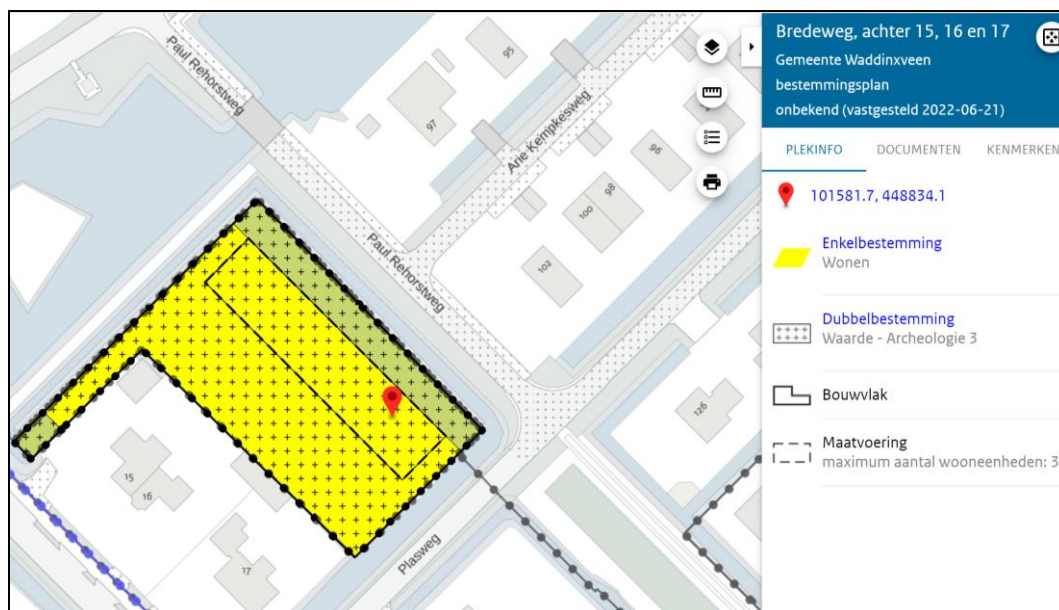 Bredeweg, achter 15, 16 en 17
Gemeente Waddinxveen
bestemmingsplan
onbekend (vastgesteld 2022-06-21)
PLEKINFO DOCUMENTEN KENMERKEN
101581.7, 448834.1
Enkelbestemming
Wonen
Dubbelbestemming
Waarde - Archeologie 3
Bouwvlak
Maatvoering
maximum aantal wooneenheden: 3
Paul Rehorstweg
95
97
Arie Kempkesweg
96
98
100
102
Paul Rehorstweg
126
15
16
17
Plasweg